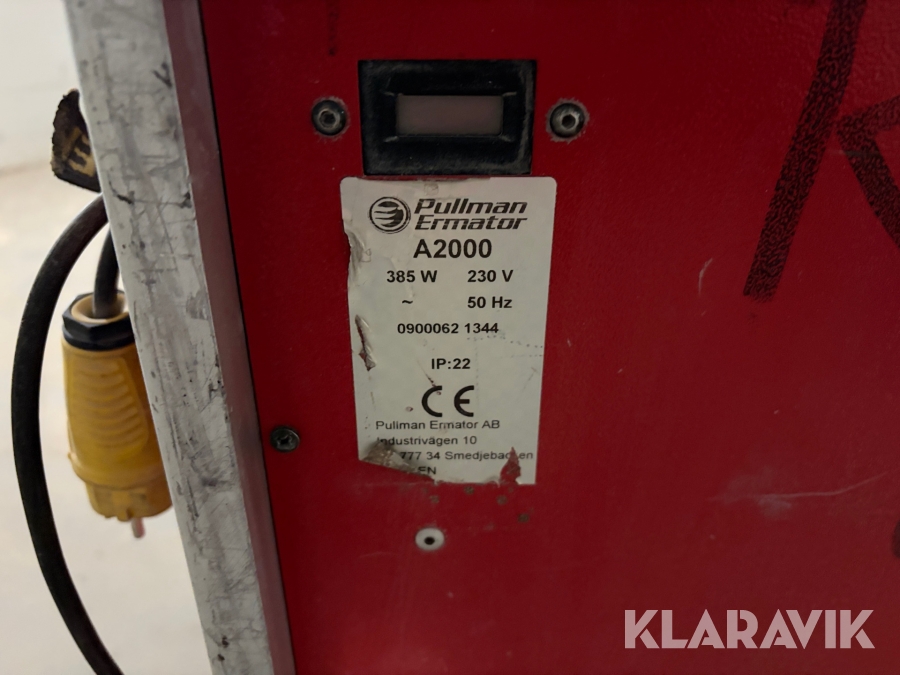 Pullman
Ermator
A2000
385 W 230 V
~ 50 Hz
0900062 1344
IP:22
CE
Pullman Ermator AB
Industrivägen 10
777 34 Smedjebacken
EN
KLARAVIK